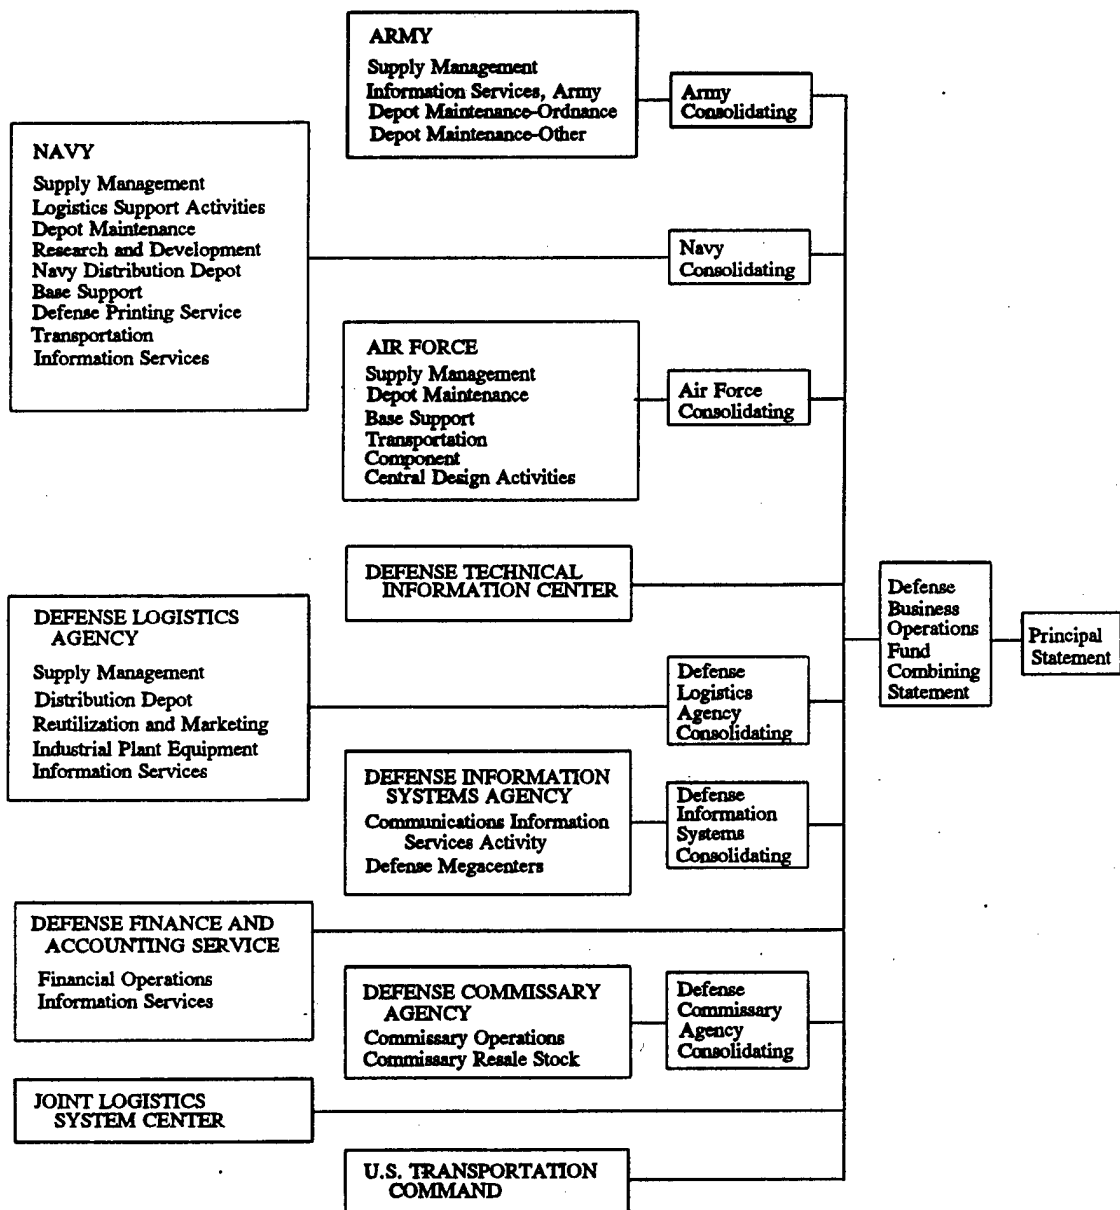 ARMY
Supply Management
Information Services, Army
Depot Maintenance-Ordnance
Depot Maintenance-Other
Army
Consolidating
NAVY
Supply Management
Logistics Support Activities
Depot Maintenance
Research and Development
Navy Distribution Depot
Base Support
Defense Printing Service
Transportation
Information Services
Navy
Consolidating
AIR FORCE
Supply Management
Depot Maintenance
Base Support
Transportation
Component
Central Design Activities
Air Force
Consolidating
DEFENSE TECHNICAL
INFORMATION CENTER
DEFENSE LOGISTICS
AGENCY
Supply Management
Distribution Depot
Reutilization and Marketing
Industrial Plant Equipment
Information Services
Defense
Logistics
Agency
Consolidating
DEFENSE INFORMATION
SYSTEMS AGENCY
Communications Information
Services Activity
Defense Megacenters
Defense
Information
Systems
Consolidating
DEFENSE FINANCE AND
ACCOUNTING SERVICE
Financial Operations
Information Services
DEFENSE COMMISSARY
AGENCY
Commissary Operations
Commissary Resale Stock
Defense
Commissary
Agency
Consolidating
JOINT LOGISTICS
SYSTEM CENTER
U.S. TRANSPORTATION
COMMAND
Defense
Business
Operations
Fund
Combining
Statement
Principal
Statement